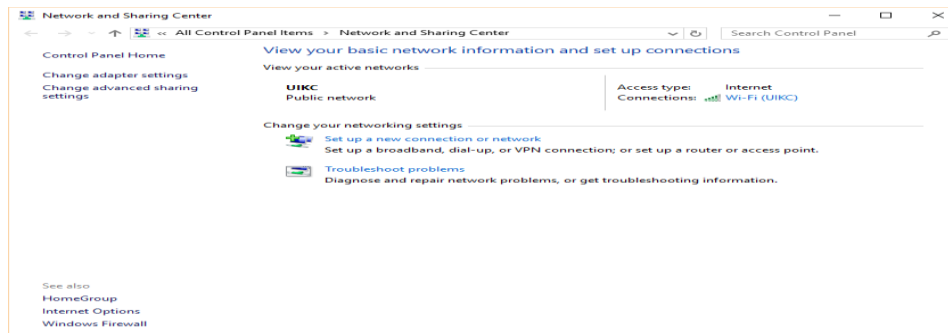 Network and Sharing Center
« All Control Panel Items > Network and Sharing Center
Search Control Panel
Control Panel Home
Change adapter settings
Change advanced sharing
settings
View your basic network information and set up connections
View your active networks
UIKC
Public network
Access type: Internet
Connections: Wi-Fi (UIKC)
Change your networking settings
Set up a new connection or network
Set up a broadband, dial-up, or VPN connection; or set up a router or access point.
Troubleshoot problems
Diagnose and repair network problems, or get troubleshooting information.
See also
HomeGroup
Internet Options
Windows Firewall